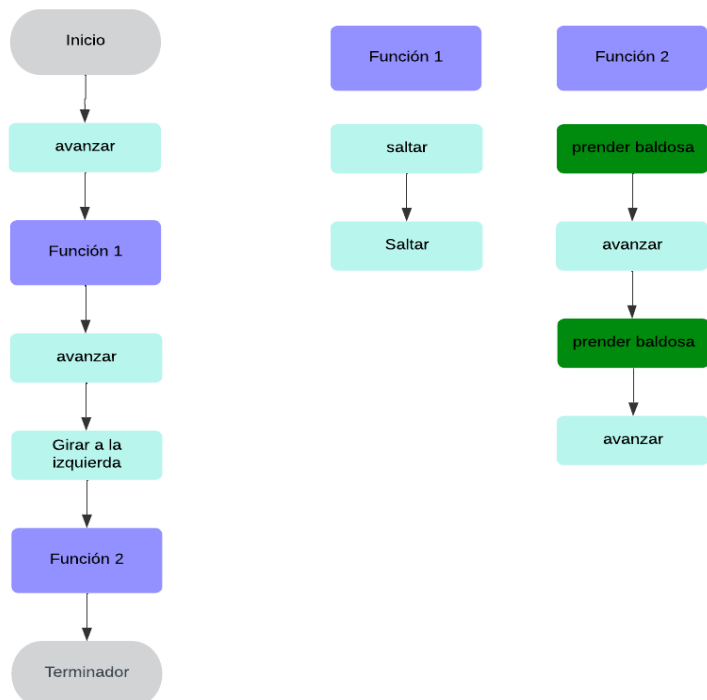 Inicio
avanzar
Función 1
avanzar
Girar a la
izquierda
Función 2
Terminador
Función 1
saltar
Saltar
Función 2
prender baldosa
avanzar
prender baldosa
avanzar